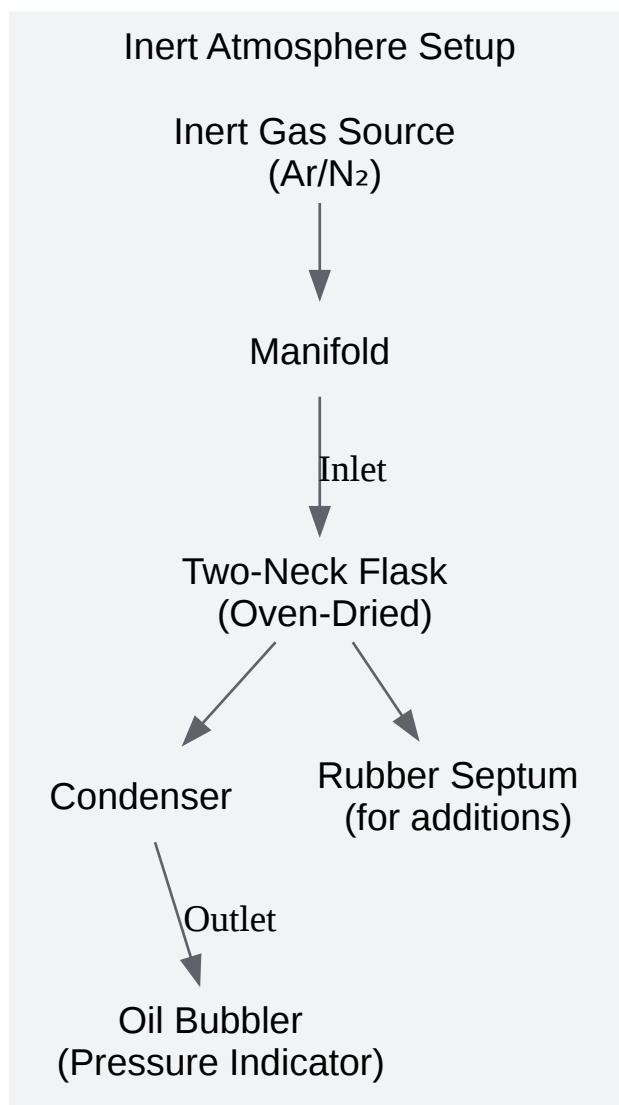 Inert Atmosphere Setup
Inert Gas Source
(Ar/N₂)
Manifold
Inlet
Two-Neck Flask
(Oven-Dried)
Condenser
Rubber Septum
(for additions)
Outlet
Oil Bubbler
(Pressure Indicator)